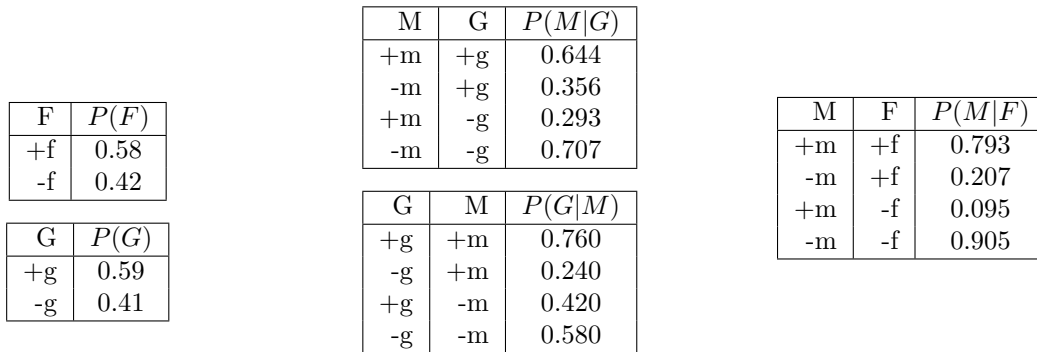 F P(F)
+f 0.58
-f 0.42
G P(G)
+g 0.59
-g 0.41
M G P(M|G)
+m +g 0.644
-m +g 0.356
+m -g 0.293
-m -g 0.707
G M P(G|M)
+g +m 0.760
-g +m 0.240
+g -m 0.420
-g -m 0.580
M F P(M|F)
+m +f 0.793
-m +f 0.207
+m -f 0.095
-m -f 0.905